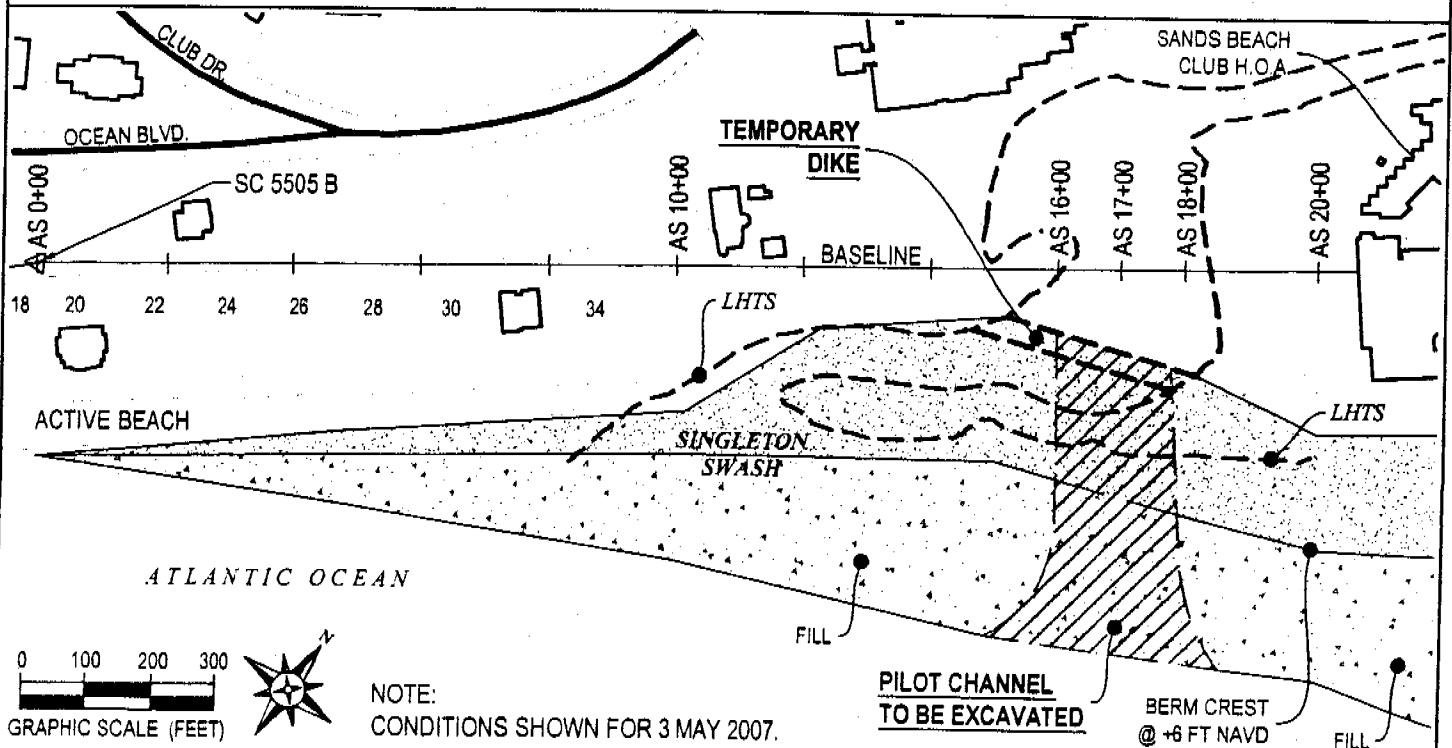 CLUB DR.
OCEAN BLVD.
SANDS BEACH
CLUB H.O.A.
TEMPORARY
DIKE
SC 5505 B
AS 0+00
AS 10+00
AS 16+00
AS 17+00
AS 18+00
AS 20+00
BASELINE
18 20 22 24 26 28 30 34
LHTS
ACTIVE BEACH
LHTS
SINGLETON
SWASH
ATLANTIC OCEAN
FILL
PILOT CHANNEL
TO BE EXCAVATED
BERM CREST
@ +6 FT NAVD
FILL
0 100 200 300
GRAPHIC SCALE (FEET)
N
NOTE:
CONDITIONS SHOWN FOR 3 MAY 2007.